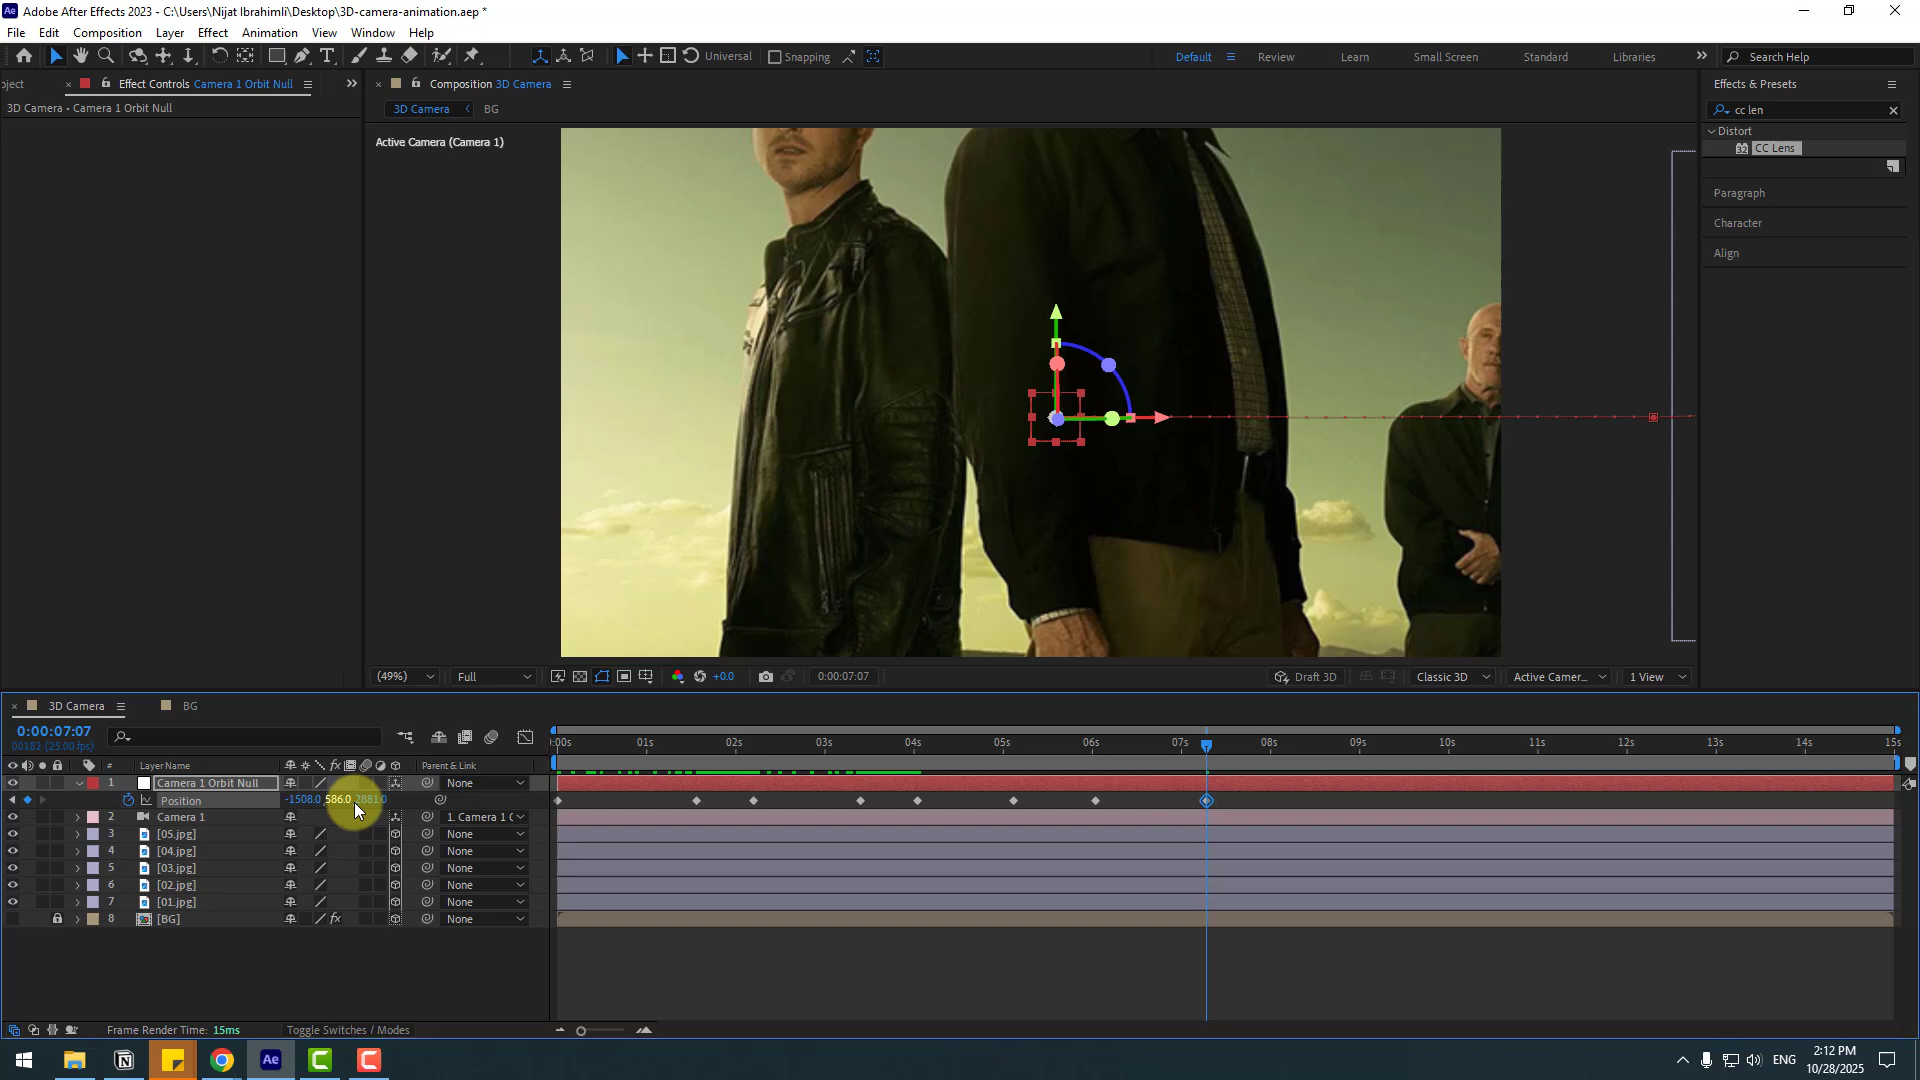 Adobe After Effects 2023 - C:\Users\Nijat Ibrahimli\Desktop\3D-camera-animation.aep *
File Edit Composition Layer Effect Animation View Window Help
Universal Snapping Default Review Learn Small Screen Standard Libraries Search Help
oject Effect Controls Camera 1 Orbit Null Composition 3D Camera Effects & Presets
3D Camera • Camera 1 Orbit Null 3D Camera BG cc len
Active Camera (Camera 1)
Distort
32 CC Lens
Paragraph
Character
Align
(49%) Full +0.0 0:00:07:07 Draft 3D Classic 3D Active Camer... 1 View
3D Camera BG
0:00:07:07
00182 (25.00 fps)
:00s 01s 02s 03s 04s 05s 06s 07s 08s 09s 10s 11s 12s 13s 14s 15s
# Layer Name fx Parent & Link
1 Camera 1 Orbit Null None
Position -1508.0, 586.0, 2881.0
2 Camera 1 1. Camera 1 C
3 [05.jpg] None
4 [04.jpg] None
5 [03.jpg] None
6 [02.jpg] None
7 [01.jpg] None
8 [BG] fx None
Frame Render Time: 15ms Toggle Switches / Modes
Ae ENG 2:12 PM
10/28/2025